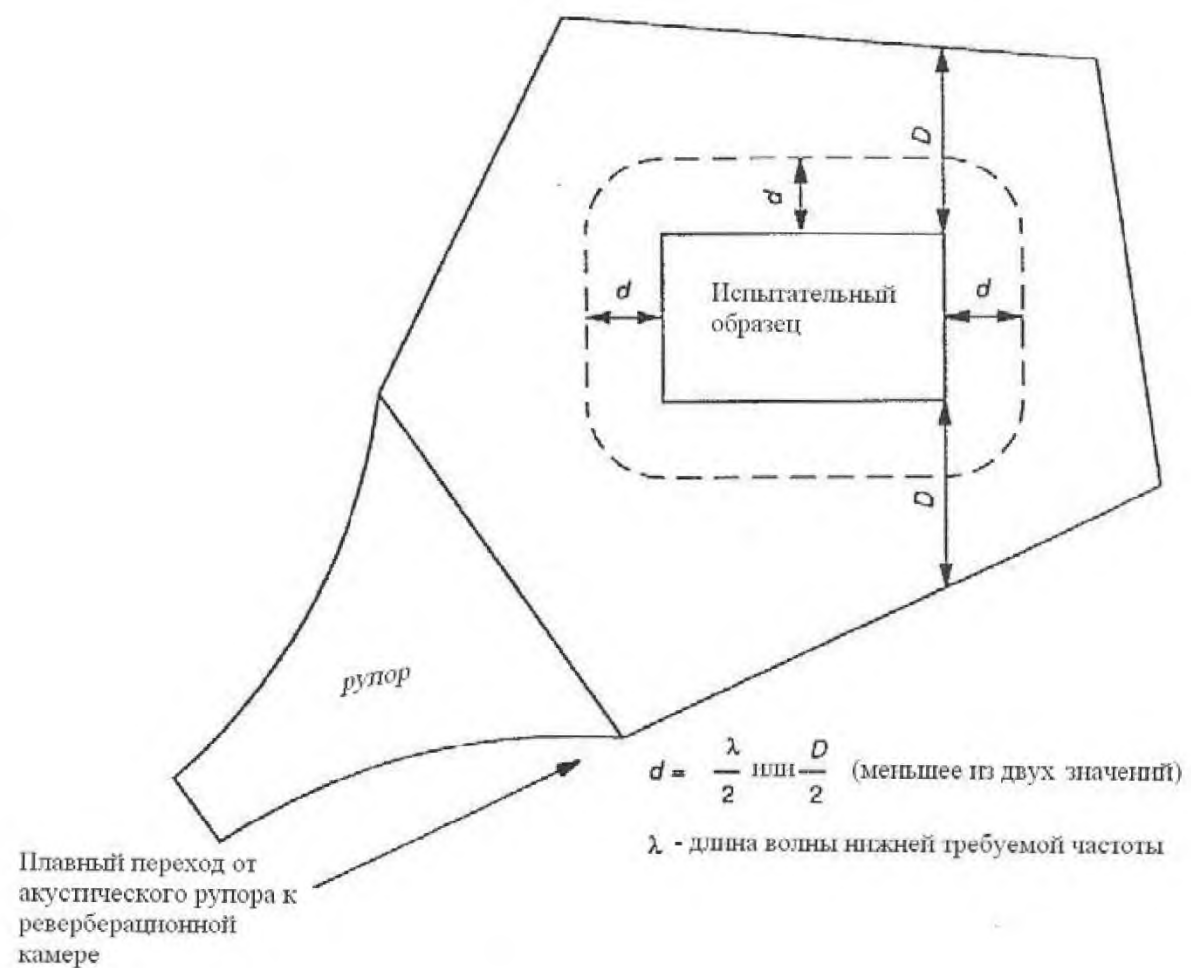 D
d
d
Испытательный
образец
d
D
рупор
d = λ/2 или D/2 (меньшее из двух значений)
λ - длина волны нижней требуемой частоты
Плавный переход от
акустического рупора к
реверберационной
камере